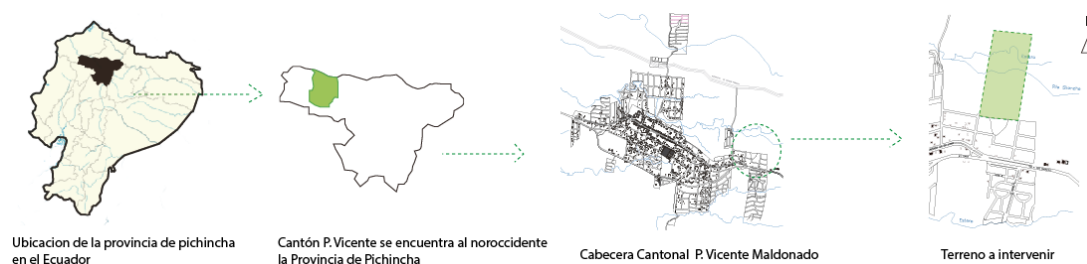 Ubicacion de la provincia de pichincha
en el Ecuador
Cantón P. Vicente se encuentra al noroccidente
la Provincia de Pichincha
Cabecera Cantonal P. Vicente Maldonado
Terreno a intervenir